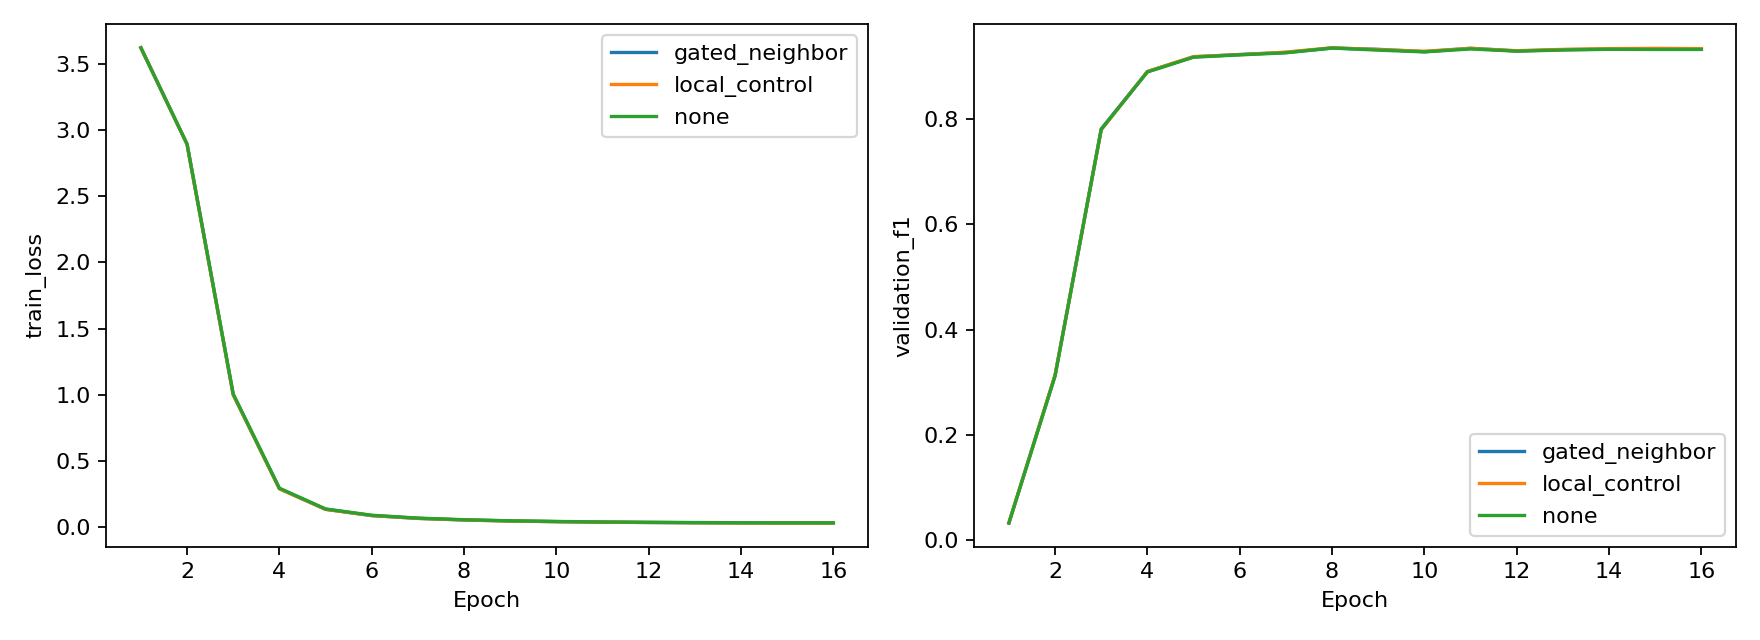 train_loss
3.5
3.0
2.5
2.0
1.5
1.0
0.5
0.0
2 4 6 8 10 12 14 16
Epoch
gated_neighbor
local_control
none
validation_f1
0.8
0.6
0.4
0.2
0.0
2 4 6 8 10 12 14 16
Epoch
gated_neighbor
local_control
none